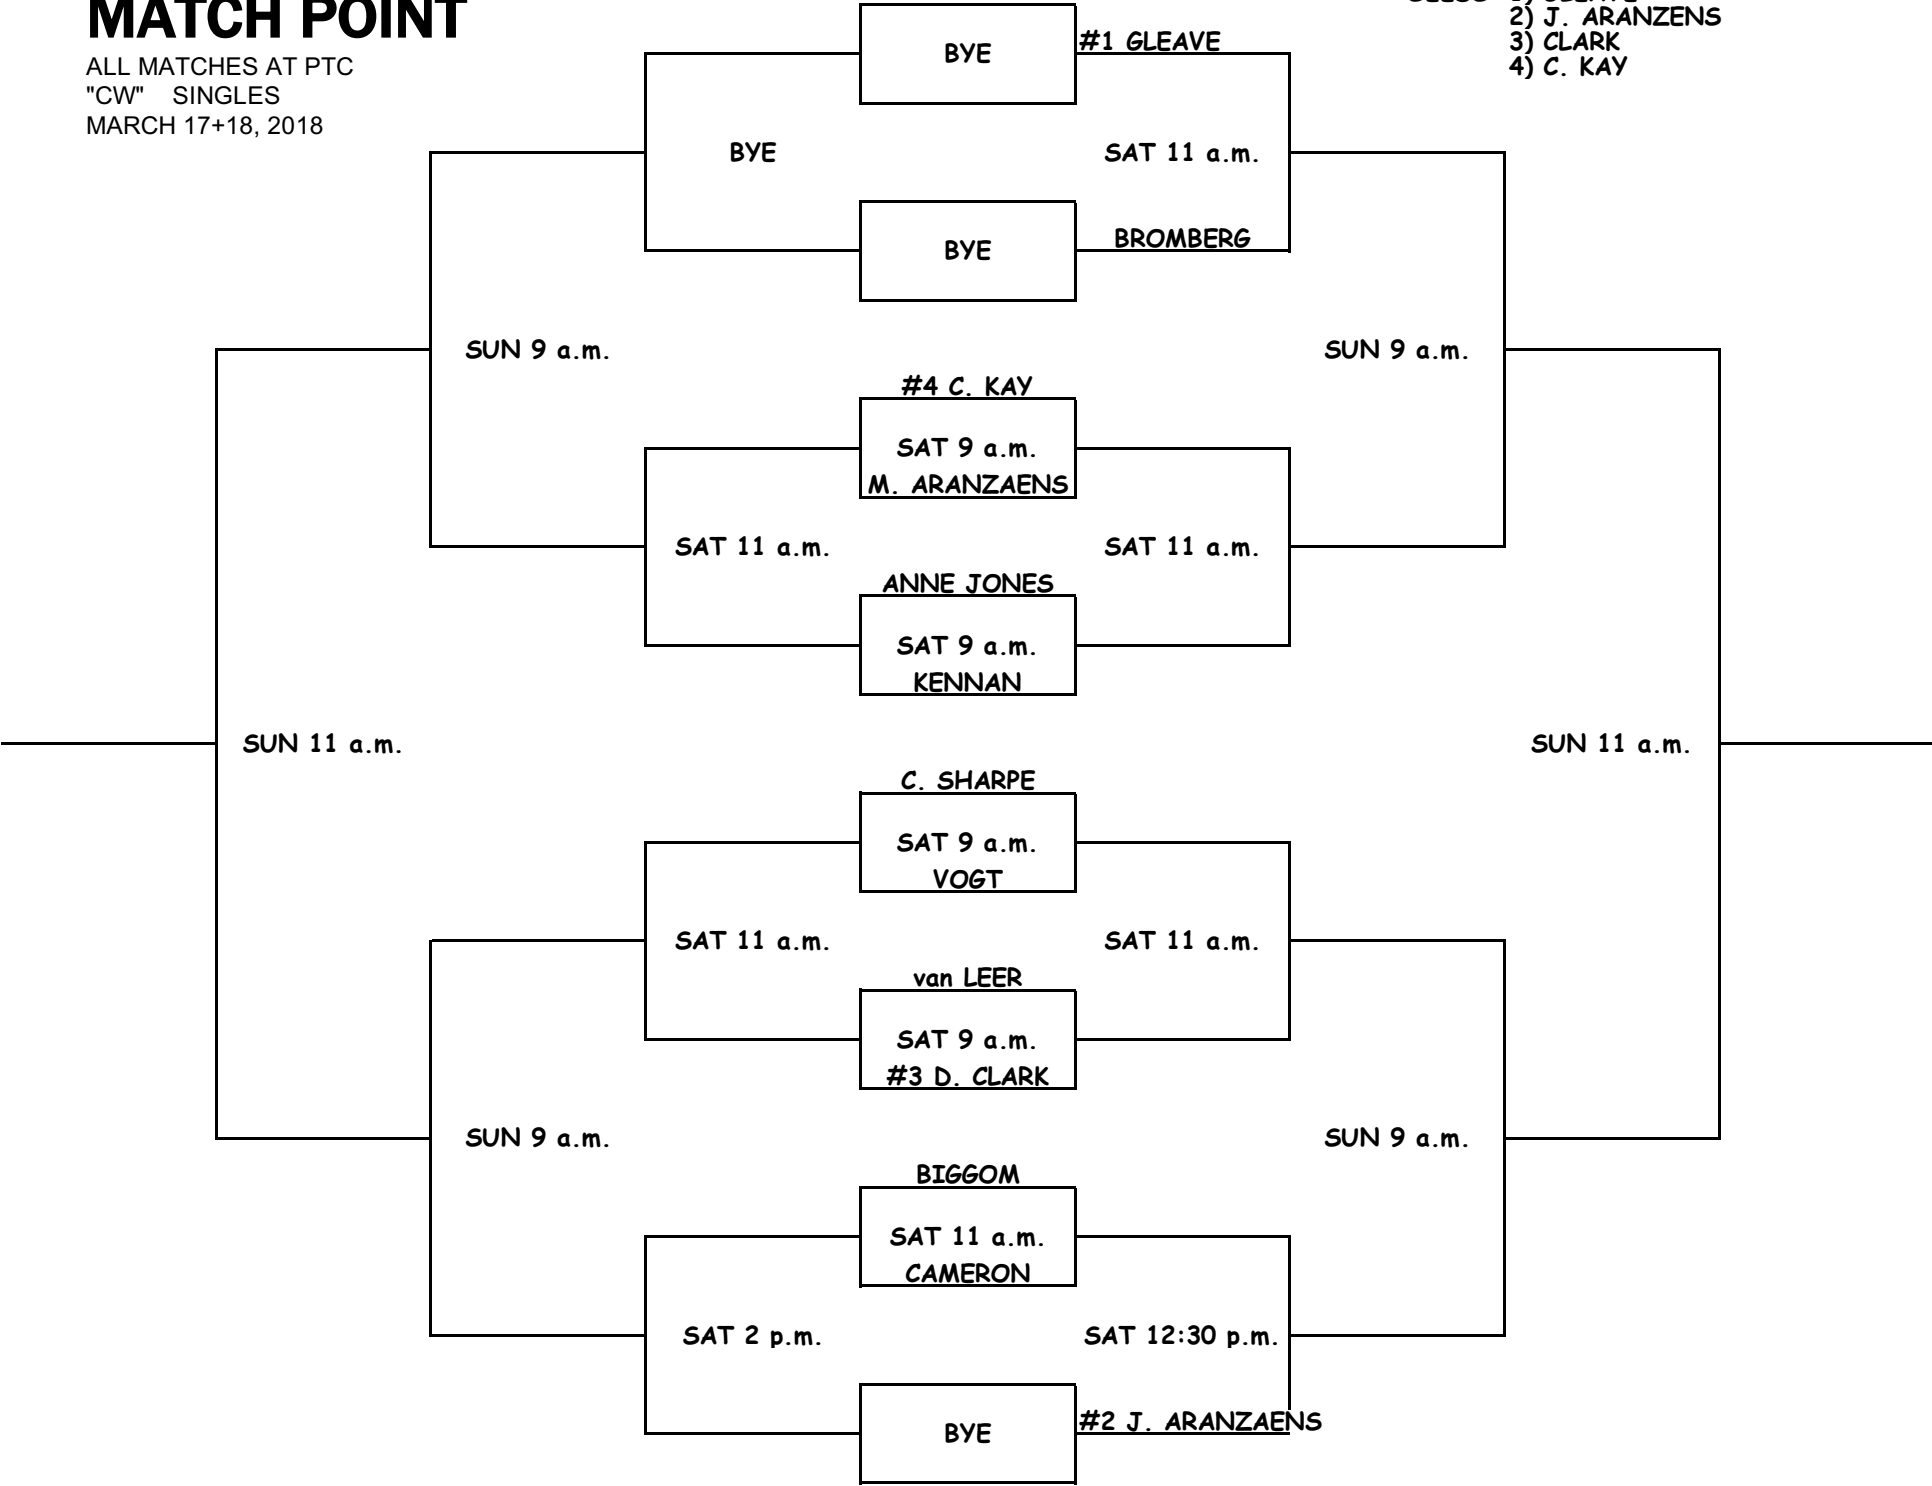 MATCH POINT
ALL MATCHES AT PTC
"CW" SINGLES
MARCH 17+18, 2018
2) J. ARANZENS
3) CLARK
4) C. KAY
BYE
#1 GLEAVE
BYE
SAT 11 a.m.
BYE
BROMBERG
SUN 9 a.m.
SUN 9 a.m.
#4 C. KAY
SAT 9 a.m.
M. ARANZAENS
SAT 11 a.m.
SAT 11 a.m.
ANNE JONES
SAT 9 a.m.
KENNAN
SUN 11 a.m.
SUN 11 a.m.
C. SHARPE
SAT 9 a.m.
VOGT
SAT 11 a.m.
SAT 11 a.m.
van LEER
SAT 9 a.m.
#3 D. CLARK
SUN 9 a.m.
SUN 9 a.m.
BIGGOM
SAT 11 a.m.
CAMERON
SAT 2 p.m.
SAT 12:30 p.m.
BYE
#2 J. ARANZAENS